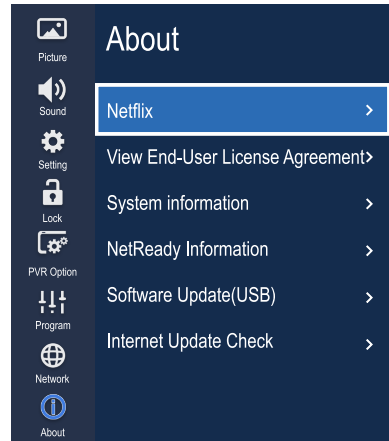 Picture
Sound
Setting
Lock
PVR Option
Program
Network
About
About
Netflix
View End-User License Agreement
System information
NetReady Information
Software Update(USB)
Internet Update Check